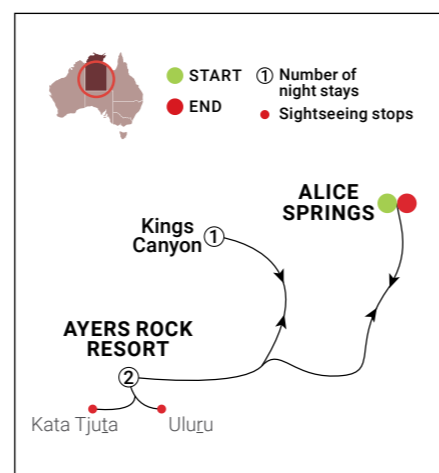 START
END
① Number of
night stays
Sightseeing stops
ALICE
SPRINGS
Kings
Canyon ①
AYERS ROCK
RESORT
②
Kata Tjuṯa
Uluṟu